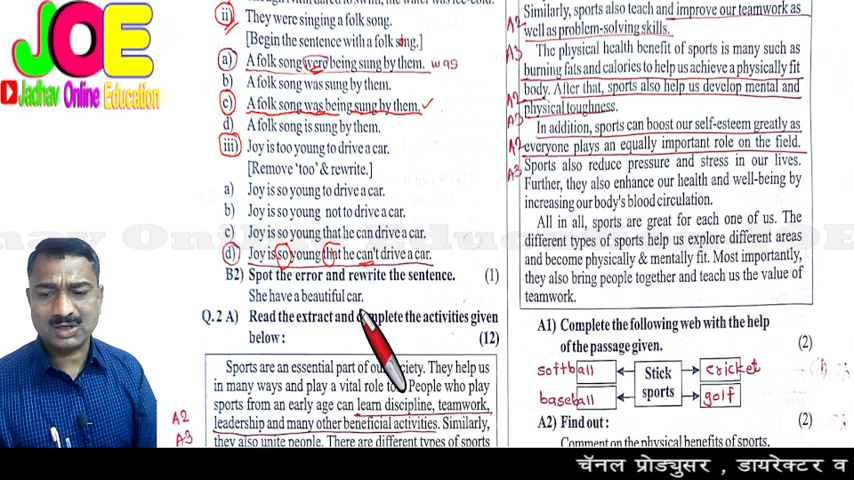 JOE
Jadhav Online Education
ii) They were singing a folk song.
[Begin the sentence with a folk sing.]
a) A folk song were being sung by them. was
b) A folk song was sung by them.
c) A folk song was being sung by them.
d) A folk song is sung by them.
iii) Joy is too young to drive a car.
[Remove 'too' & rewrite.]
a) Joy is so young to drive a car.
b) Joy is so young not to drive a car.
c) Joy is so young that he can drive a car.
d) Joy is so young that he can't drive a car.
B2) Spot the error and rewrite the sentence. (1)
She have a beautiful car.
Q.2 A) Read the extract and complete the activities given
below : (12)
Sports are an essential part of our society. They help us
in many ways and play a vital role to People who play
sports from an early age can learn discipline, teamwork,
A2 leadership and many other beneficial activities. Similarly,
A3 they also unite people. There are different types of sports
A2 Similarly, sports also teach and improve our teamwork as
well as problem-solving skills.
A3 The physical health benefit of sports is many such as
burning fats and calories to help us achieve a physically fit
body. After that, sports also help us develop mental and
A2 physical toughness.
A3 In addition, sports can boost our self-esteem greatly as
A2 everyone plays an equally important role on the field.
A3 Sports also reduce pressure and stress in our lives.
Further, they also enhance our health and well-being by
increasing our body's blood circulation.
All in all, sports are great for each one of us. The
different types of sports help us explore different areas
and become physically & mentally fit. Most importantly,
they also bring people together and teach us the value of
teamwork.
A1) Complete the following web with the help
of the passage given. (2)
softball Stick sports cricket
baseball golf
A2) Find out: (2)
Comment on the physical benefits of sports.
चॅनल प्रोड्युसर , डायरेक्टर व